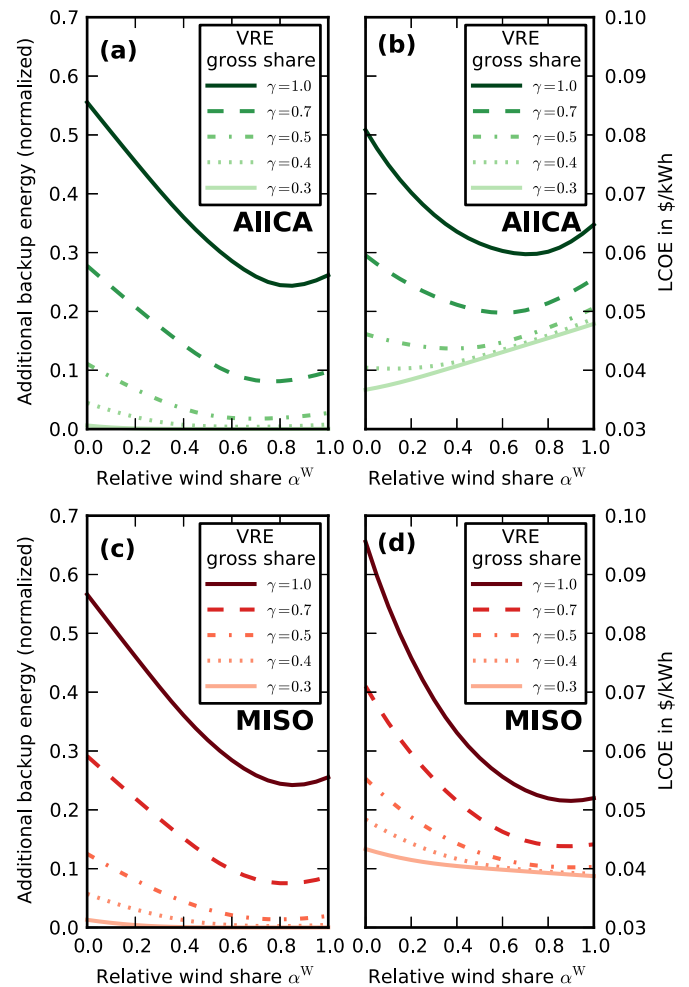 (a)
VRE
gross share
γ=1.0
γ=0.7
γ=0.5
γ=0.4
γ=0.3
AllCA
Additional backup energy (normalized)
0.7
0.6
0.5
0.4
0.3
0.2
0.1
0.0
0.0 0.2 0.4 0.6 0.8 1.0
Relative wind share α^W
(b)
VRE
gross share
γ=1.0
γ=0.7
γ=0.5
γ=0.4
γ=0.3
AllCA
LCOE in $/kWh
0.10
0.09
0.08
0.07
0.06
0.05
0.04
0.03
0.0 0.2 0.4 0.6 0.8 1.0
Relative wind share α^W
(c)
VRE
gross share
γ=1.0
γ=0.7
γ=0.5
γ=0.4
γ=0.3
MISO
Additional backup energy (normalized)
0.7
0.6
0.5
0.4
0.3
0.2
0.1
0.0
0.0 0.2 0.4 0.6 0.8 1.0
Relative wind share α^W
(d)
VRE
gross share
γ=1.0
γ=0.7
γ=0.5
γ=0.4
γ=0.3
MISO
LCOE in $/kWh
0.10
0.09
0.08
0.07
0.06
0.05
0.04
0.03
0.0 0.2 0.4 0.6 0.8 1.0
Relative wind share α^W